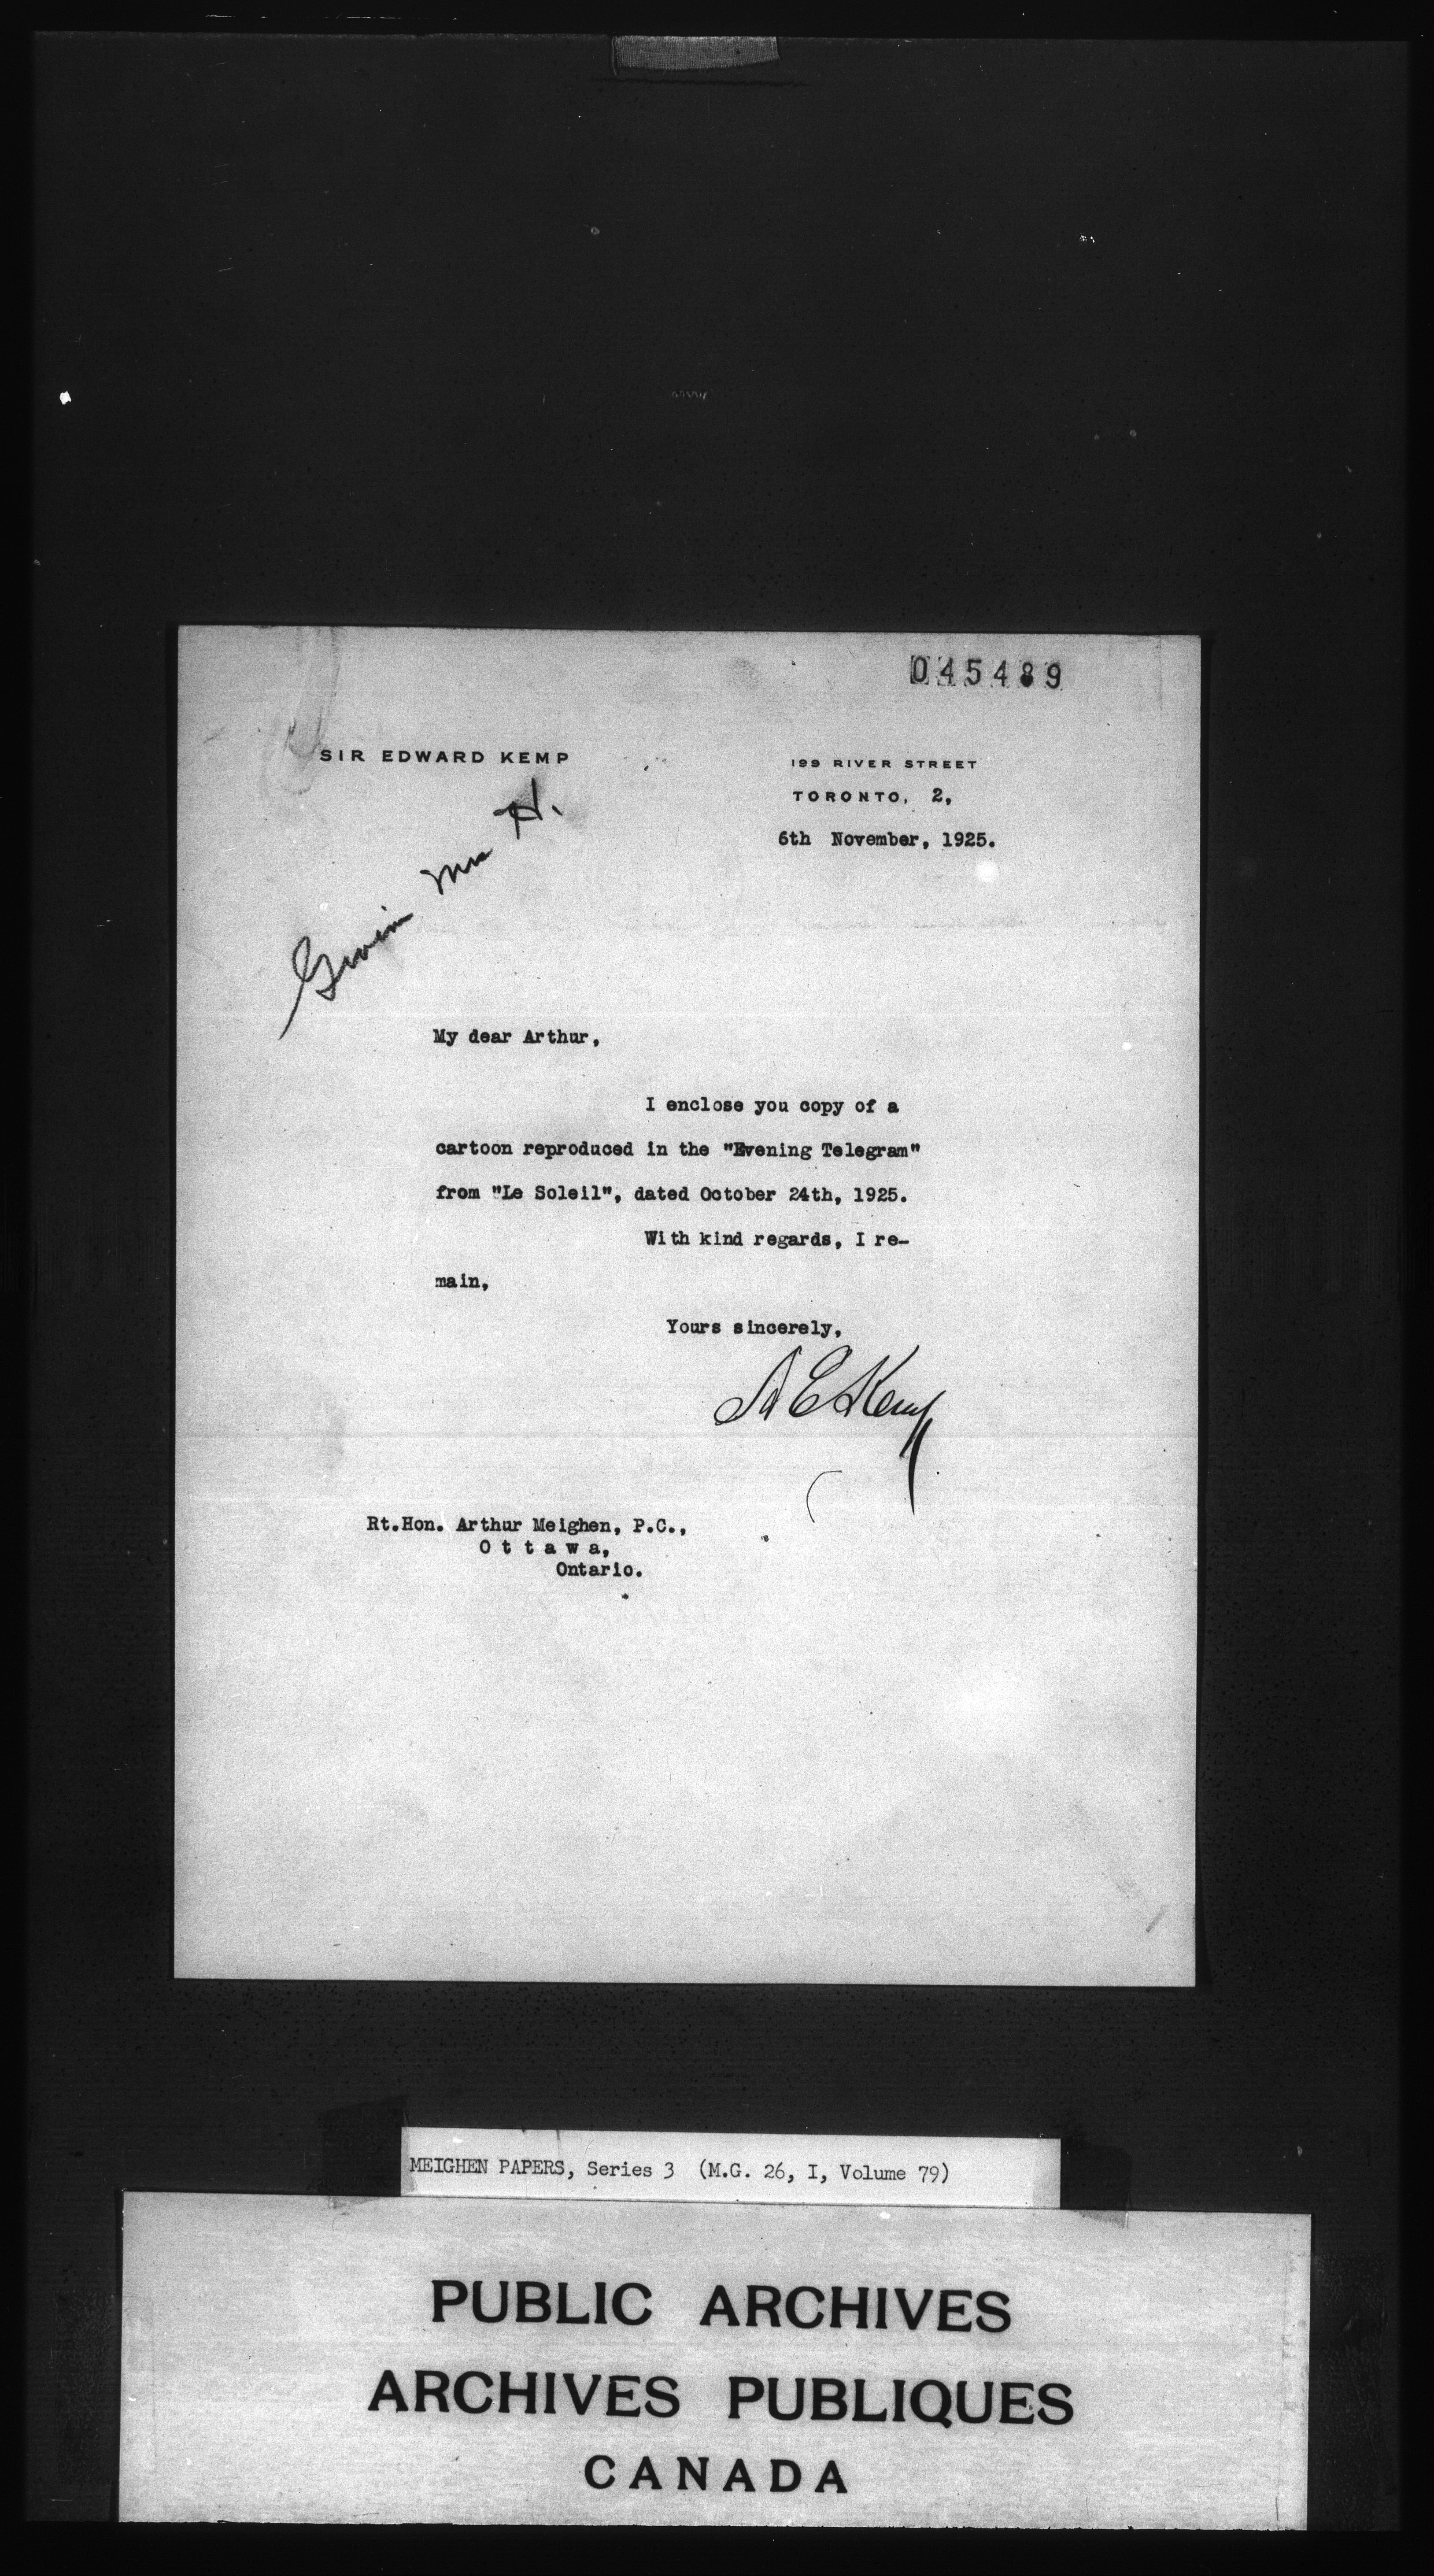 045489
SIR EDWARD KEMP
199 RIVER STREET
TORONTO, 2,
6th November, 1925.
My dear Arthur,
I enclose you copy of a
cartoon reproduced in the "Evening Telegram"
from "Le Soleil", dated October 24th, 1925.
With kind regards, I re-
main,
Yours sincerely,
A E Kemp
Rt.Hon. Arthur Meighen, P.C.,
O t t a w a,
Ontario.
MEIGHEN PAPERS, Series 3 (M.G. 26, I, Volume 79)
PUBLIC ARCHIVES
ARCHIVES PUBLIQUES
CANADA